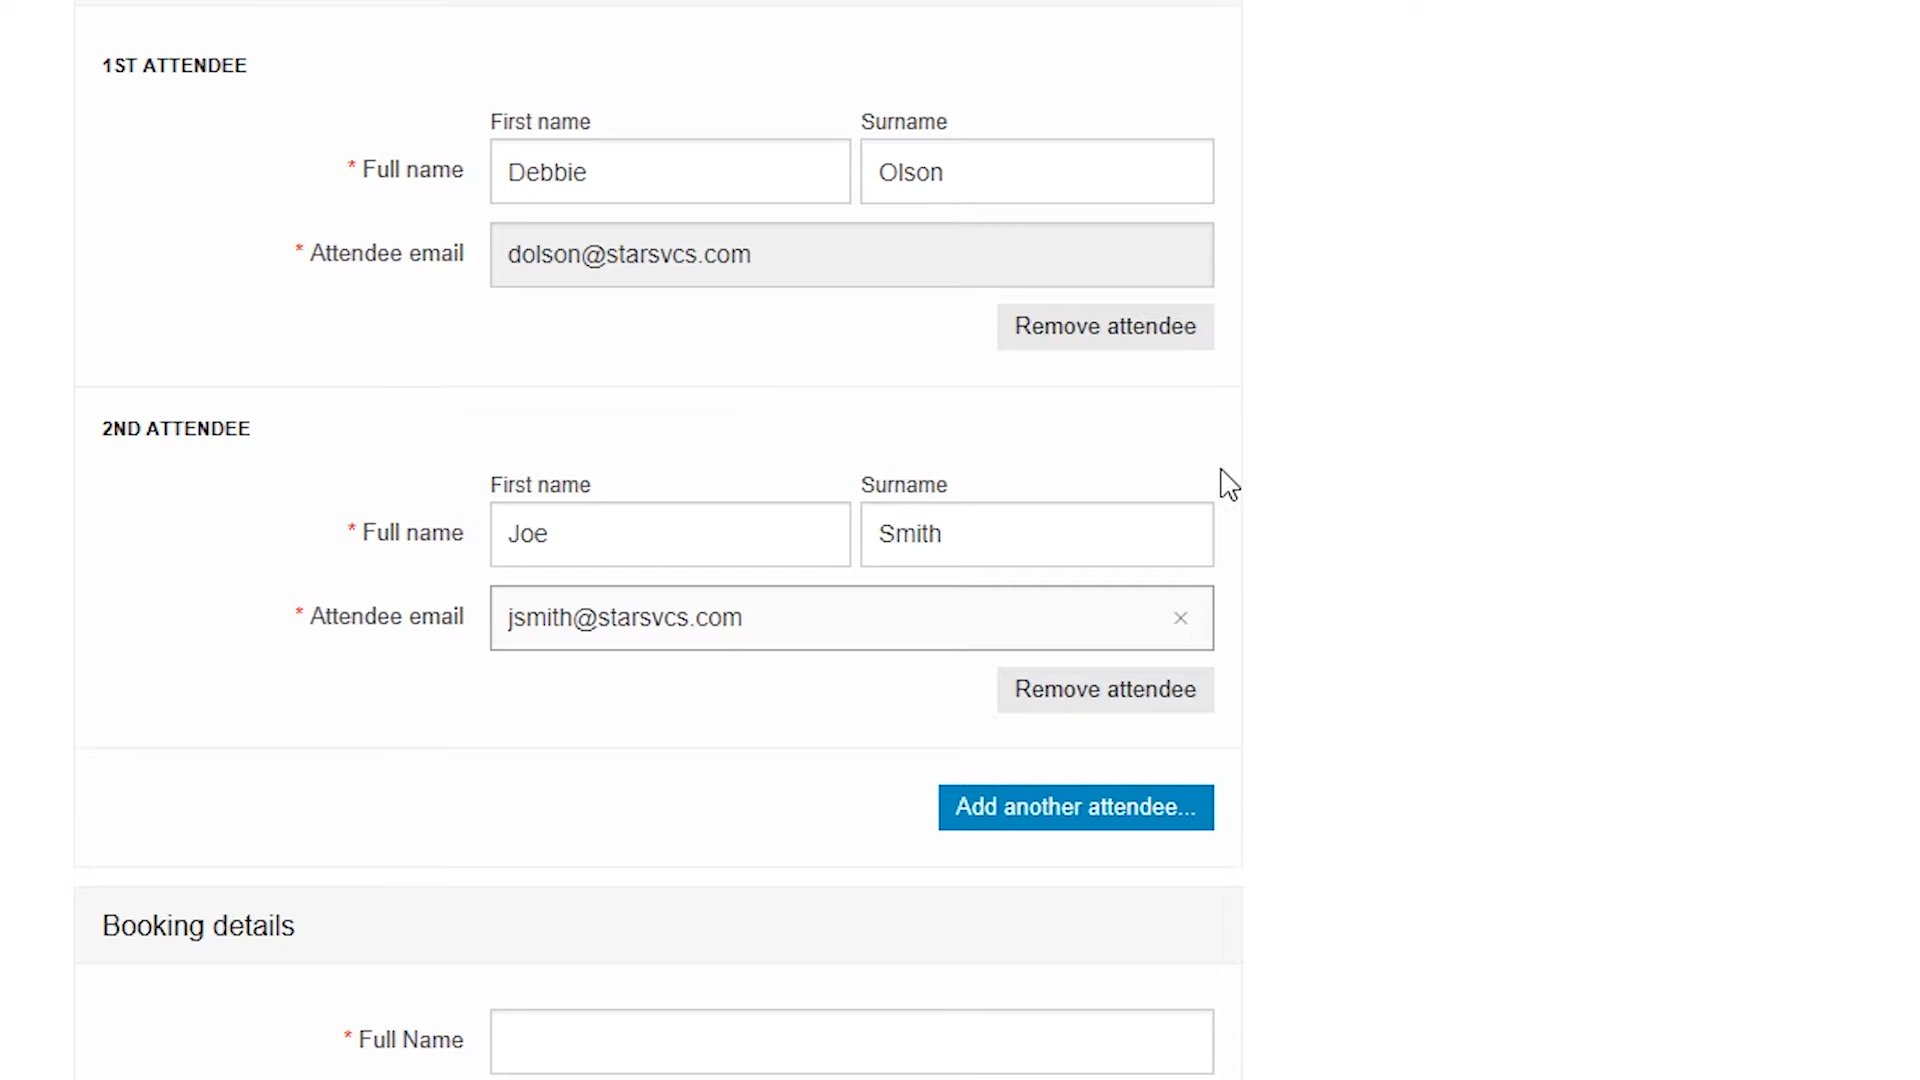 1ST ATTENDEE
First name Surname
* Full name Debbie Olson
* Attendee email dolson@starsvcs.com
Remove attendee
2ND ATTENDEE
First name Surname
* Full name Joe Smith
* Attendee email jsmith@starsvcs.com ×
Remove attendee
Add another attendee...
Booking details
* Full Name